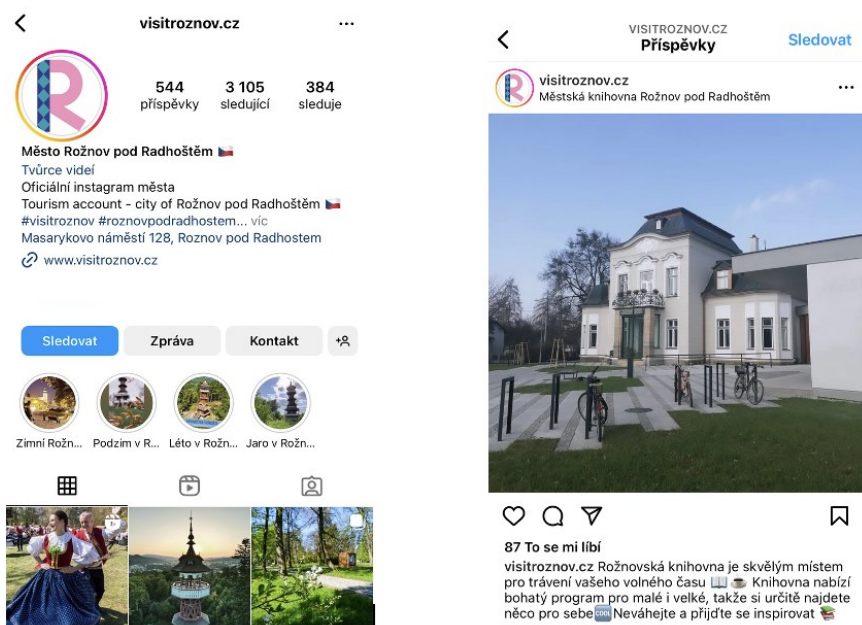 visitroznov.cz
544 3 105 384
příspěvky sledující sleduje
Město Rožnov pod Radhoštěm 🇨🇿
Tvůrce videí
Oficiální instagram města
Tourism account - city of Rožnov pod Radhoštěm 🇨🇿
#visitroznov #roznovpodradhostem... víc
Masarykovo náměstí 128, Roznov pod Radhostem
www.visitroznov.cz
Sledovat Zpráva Kontakt
Zimní Rožn... Podzim v R... Léto v Rožn... Jaro v Rožn...
VISITROZNOV.CZ
Příspěvky
Sledovat
visitroznov.cz
Městská knihovna Rožnov pod Radhoštěm
87 To se mi líbí
visitroznov.cz Rožnovská knihovna je skvělým místem
pro trávení vašeho volného času 📖 ☕ Knihovna nabízí
bohatý program pro malé i velké, takže si určitě najdete
něco pro sebe🆒Neváhejte a přijďte se inspirovat 📚